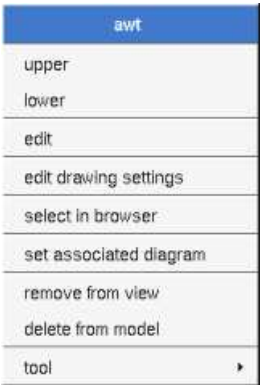 awt
upper
lower
edit
edit drawing settings
select in browser
set associated diagram
remove from view
delete from model
tool